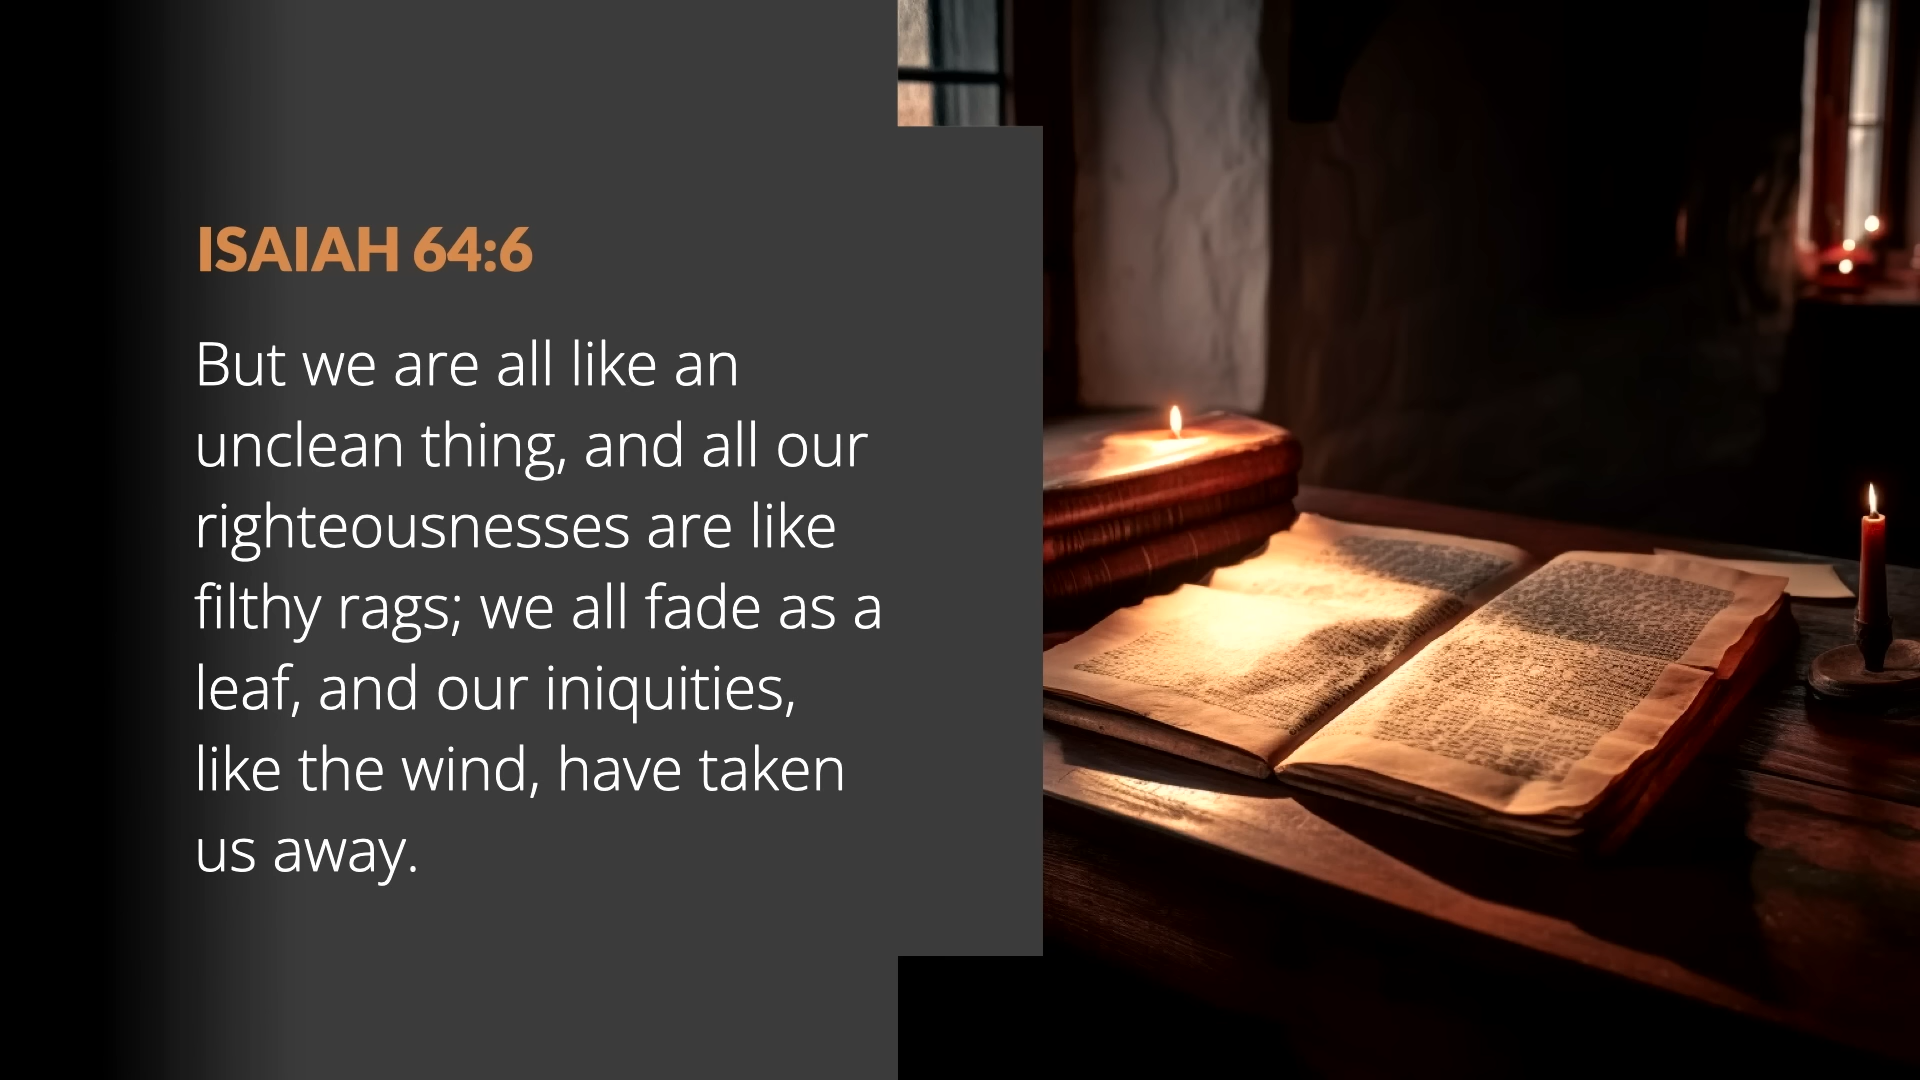 ISAIAH 64:6
But we are all like an
unclean thing, and all our
righteousnesses are like
filthy rags; we all fade as a
leaf, and our iniquities,
like the wind, have taken
us away.